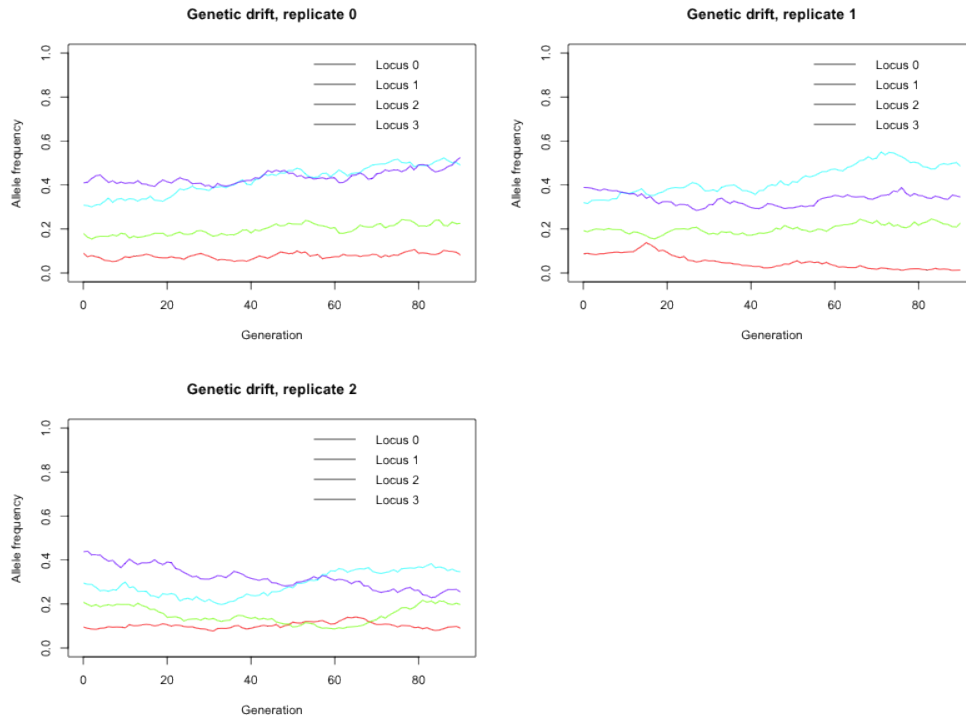 Genetic drift, replicate 0
Allele frequency
1.0
0.8
0.6
0.4
0.2
0.0
Locus 0
Locus 1
Locus 2
Locus 3
0 20 40 60 80
Generation
Genetic drift, replicate 1
Allele frequency
1.0
0.8
0.6
0.4
0.2
0.0
Locus 0
Locus 1
Locus 2
Locus 3
0 20 40 60 80
Generation
Genetic drift, replicate 2
Allele frequency
1.0
0.8
0.6
0.4
0.2
0.0
Locus 0
Locus 1
Locus 2
Locus 3
0 20 40 60 80
Generation